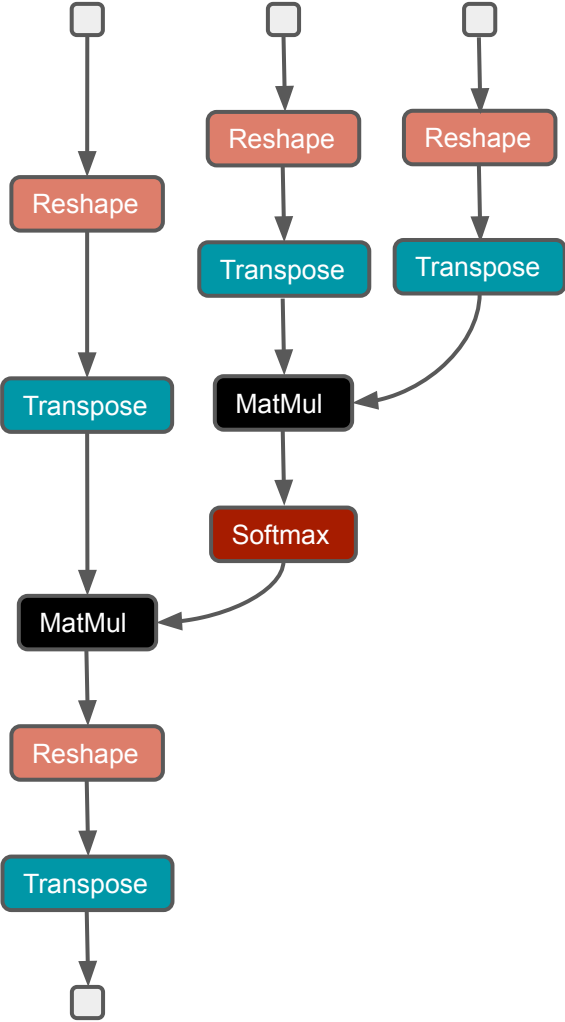 Reshape
Reshape
Reshape
Transpose
Transpose
Transpose
MatMul
Softmax
MatMul
Reshape
Transpose